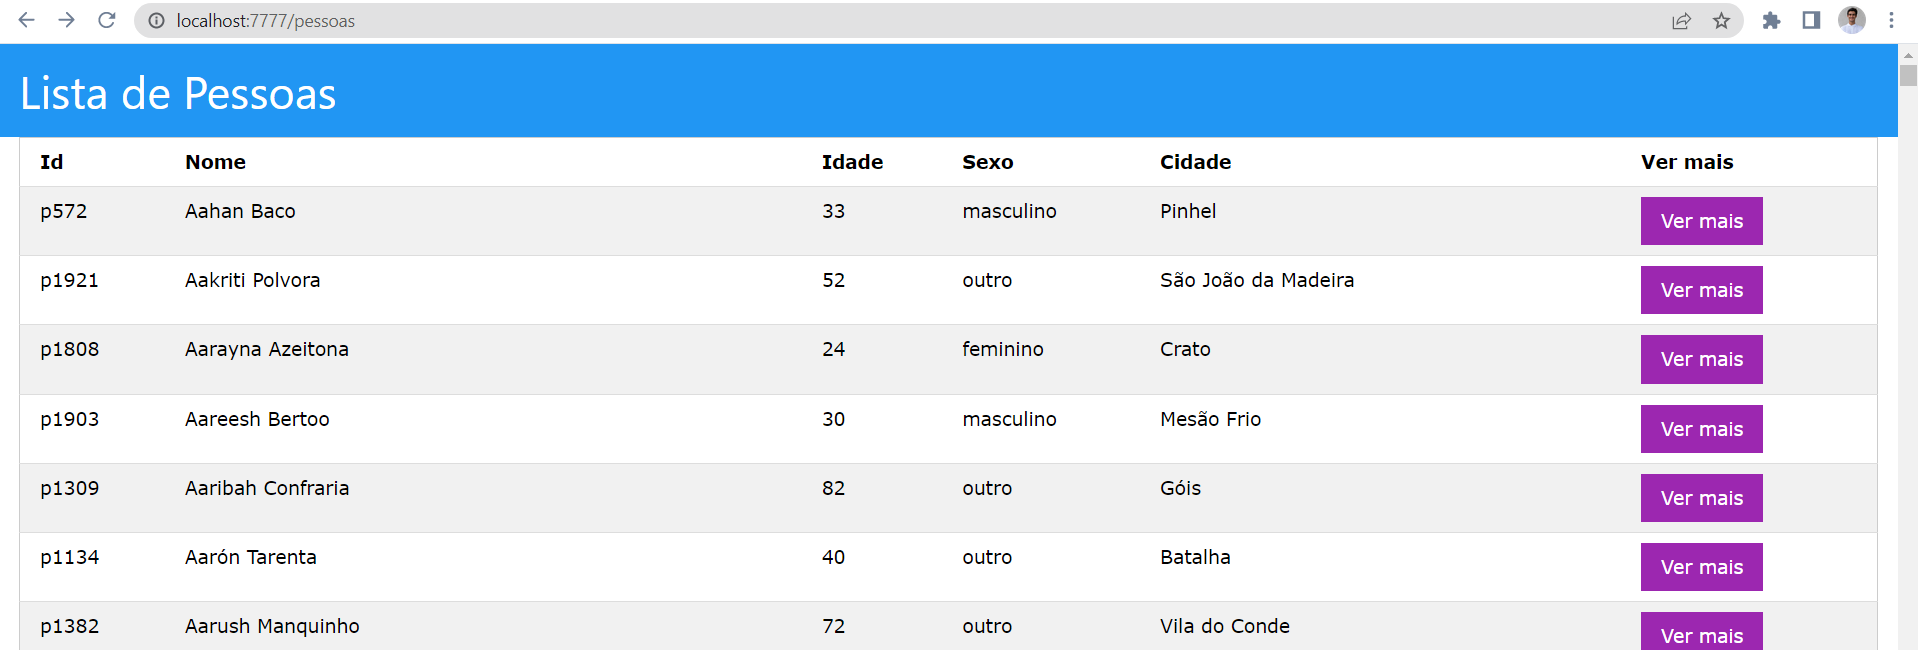 localhost:7777/pessoas
Lista de Pessoas
Id Nome Idade Sexo Cidade Ver mais
p572 Aahan Baco 33 masculino Pinhel Ver mais
p1921 Aakriti Polvora 52 outro São João da Madeira Ver mais
p1808 Aarayna Azeitona 24 feminino Crato Ver mais
p1903 Aareesh Bertoo 30 masculino Mesão Frio Ver mais
p1309 Aaribah Confraria 82 outro Góis Ver mais
p1134 Aarón Tarenta 40 outro Batalha Ver mais
p1382 Aarush Manquinho 72 outro Vila do Conde Ver mais